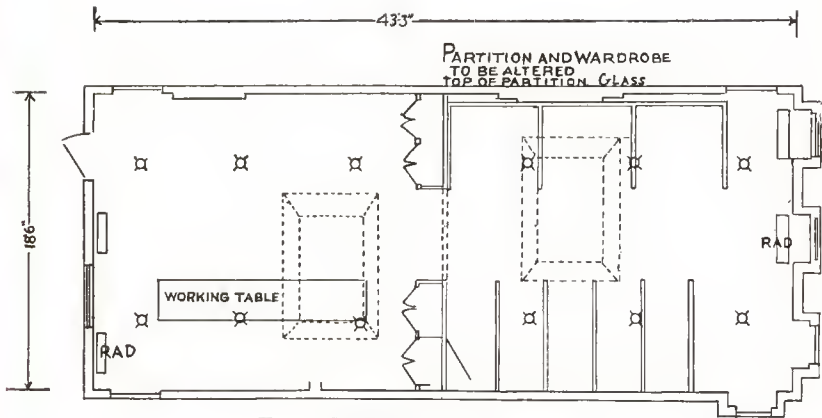 43'3"
PARTITION AND WARDROBE
TO BE ALTERED
TOP OF PARTITION GLASS
18'6"
RAD
WORKING TABLE
RAD